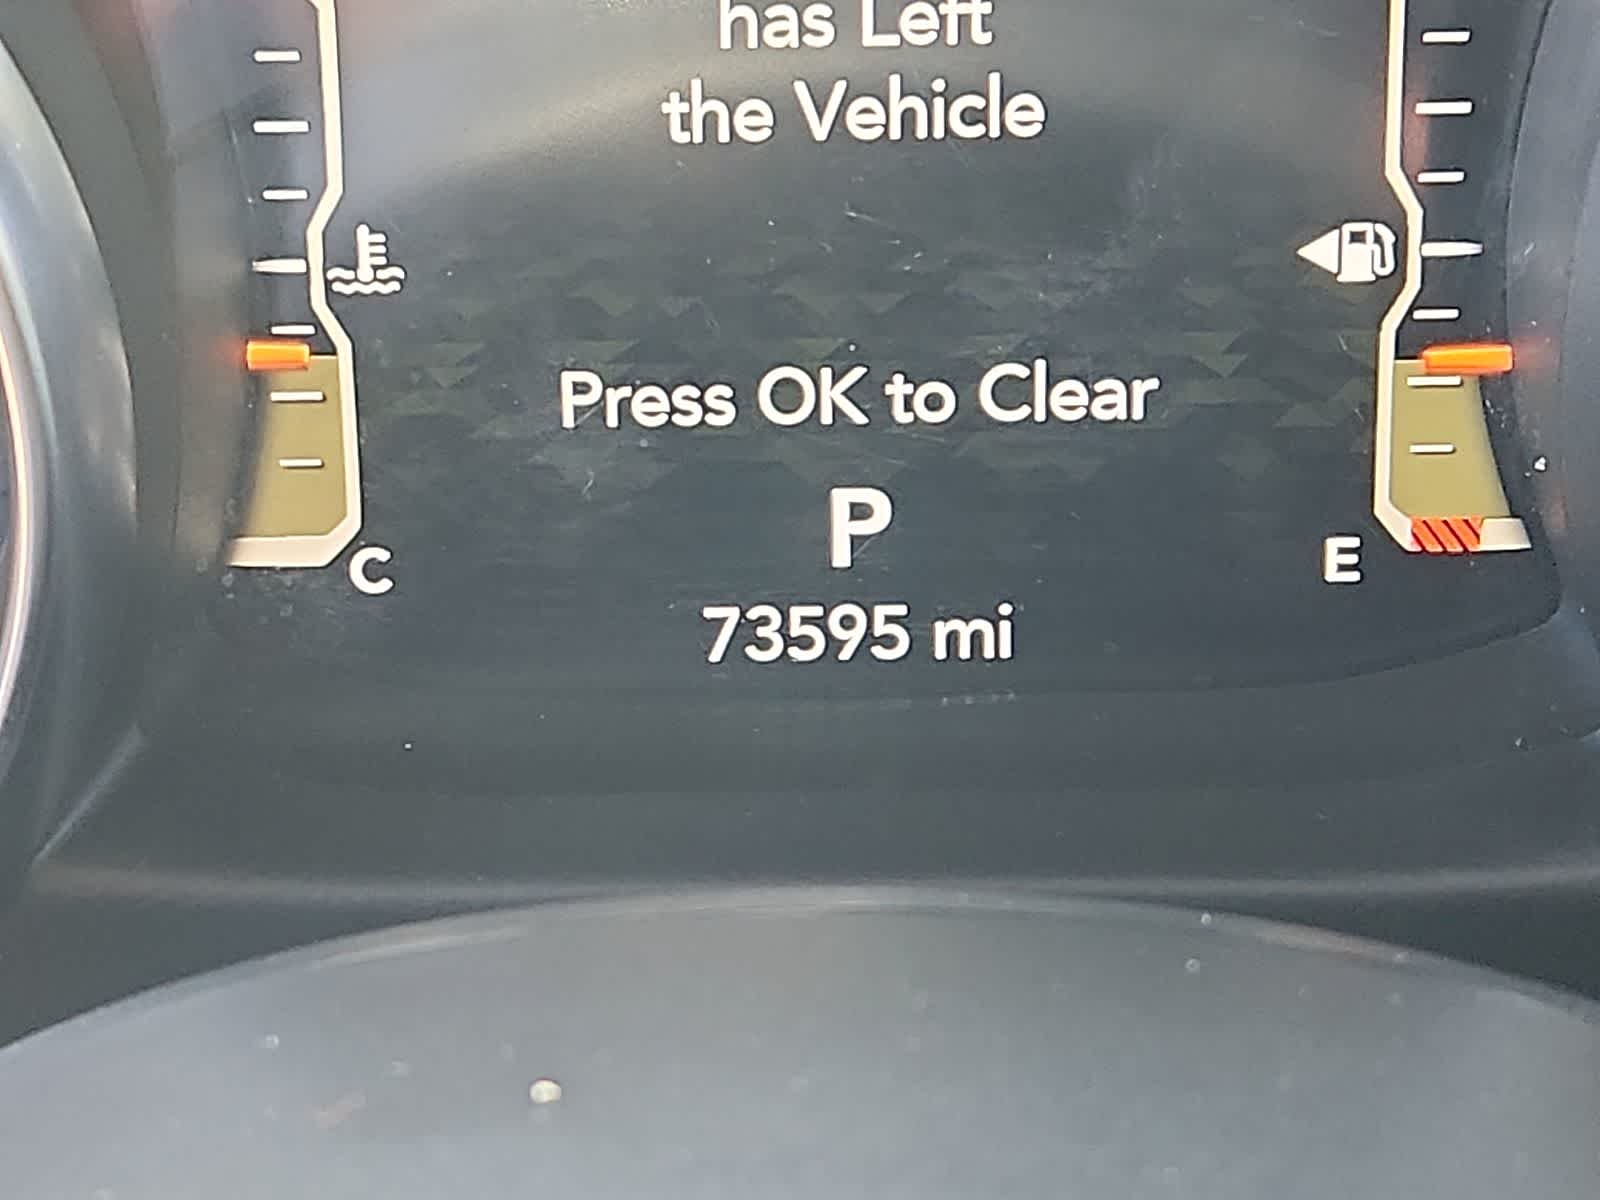 has Left
the Vehicle
Press OK to Clear
P
C
E
73595 mi